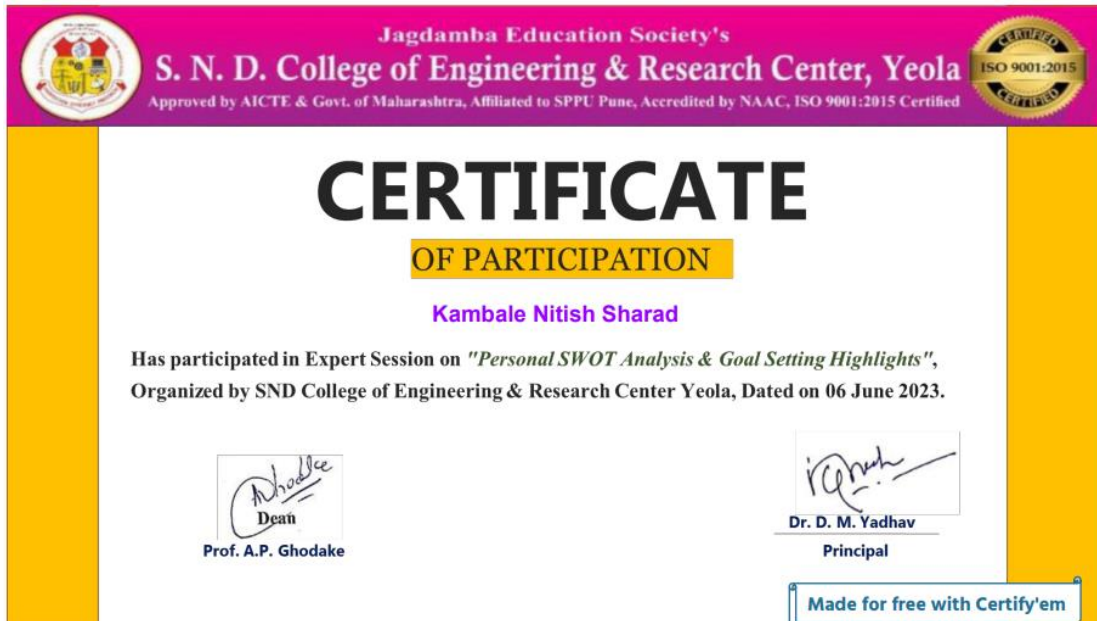 Jagdamba Education Society's
S. N. D. College of Engineering & Research Center, Yeola
Approved by AICTE & Govt. of Maharashtra, Affiliated to SPPU Pune, Accredited by NAAC, ISO 9001:2015 Certified
CERTIFIED
ISO 9001:2015
CERTIFIED
CERTIFICATE
OF PARTICIPATION
Kambale Nitish Sharad
Has participated in Expert Session on "Personal SWOT Analysis & Goal Setting Highlights",
Organized by SND College of Engineering & Research Center Yeola, Dated on 06 June 2023.
Dean
Prof. A.P. Ghodake
Dr. D. M. Yadhav
Principal
Made for free with Certify'em